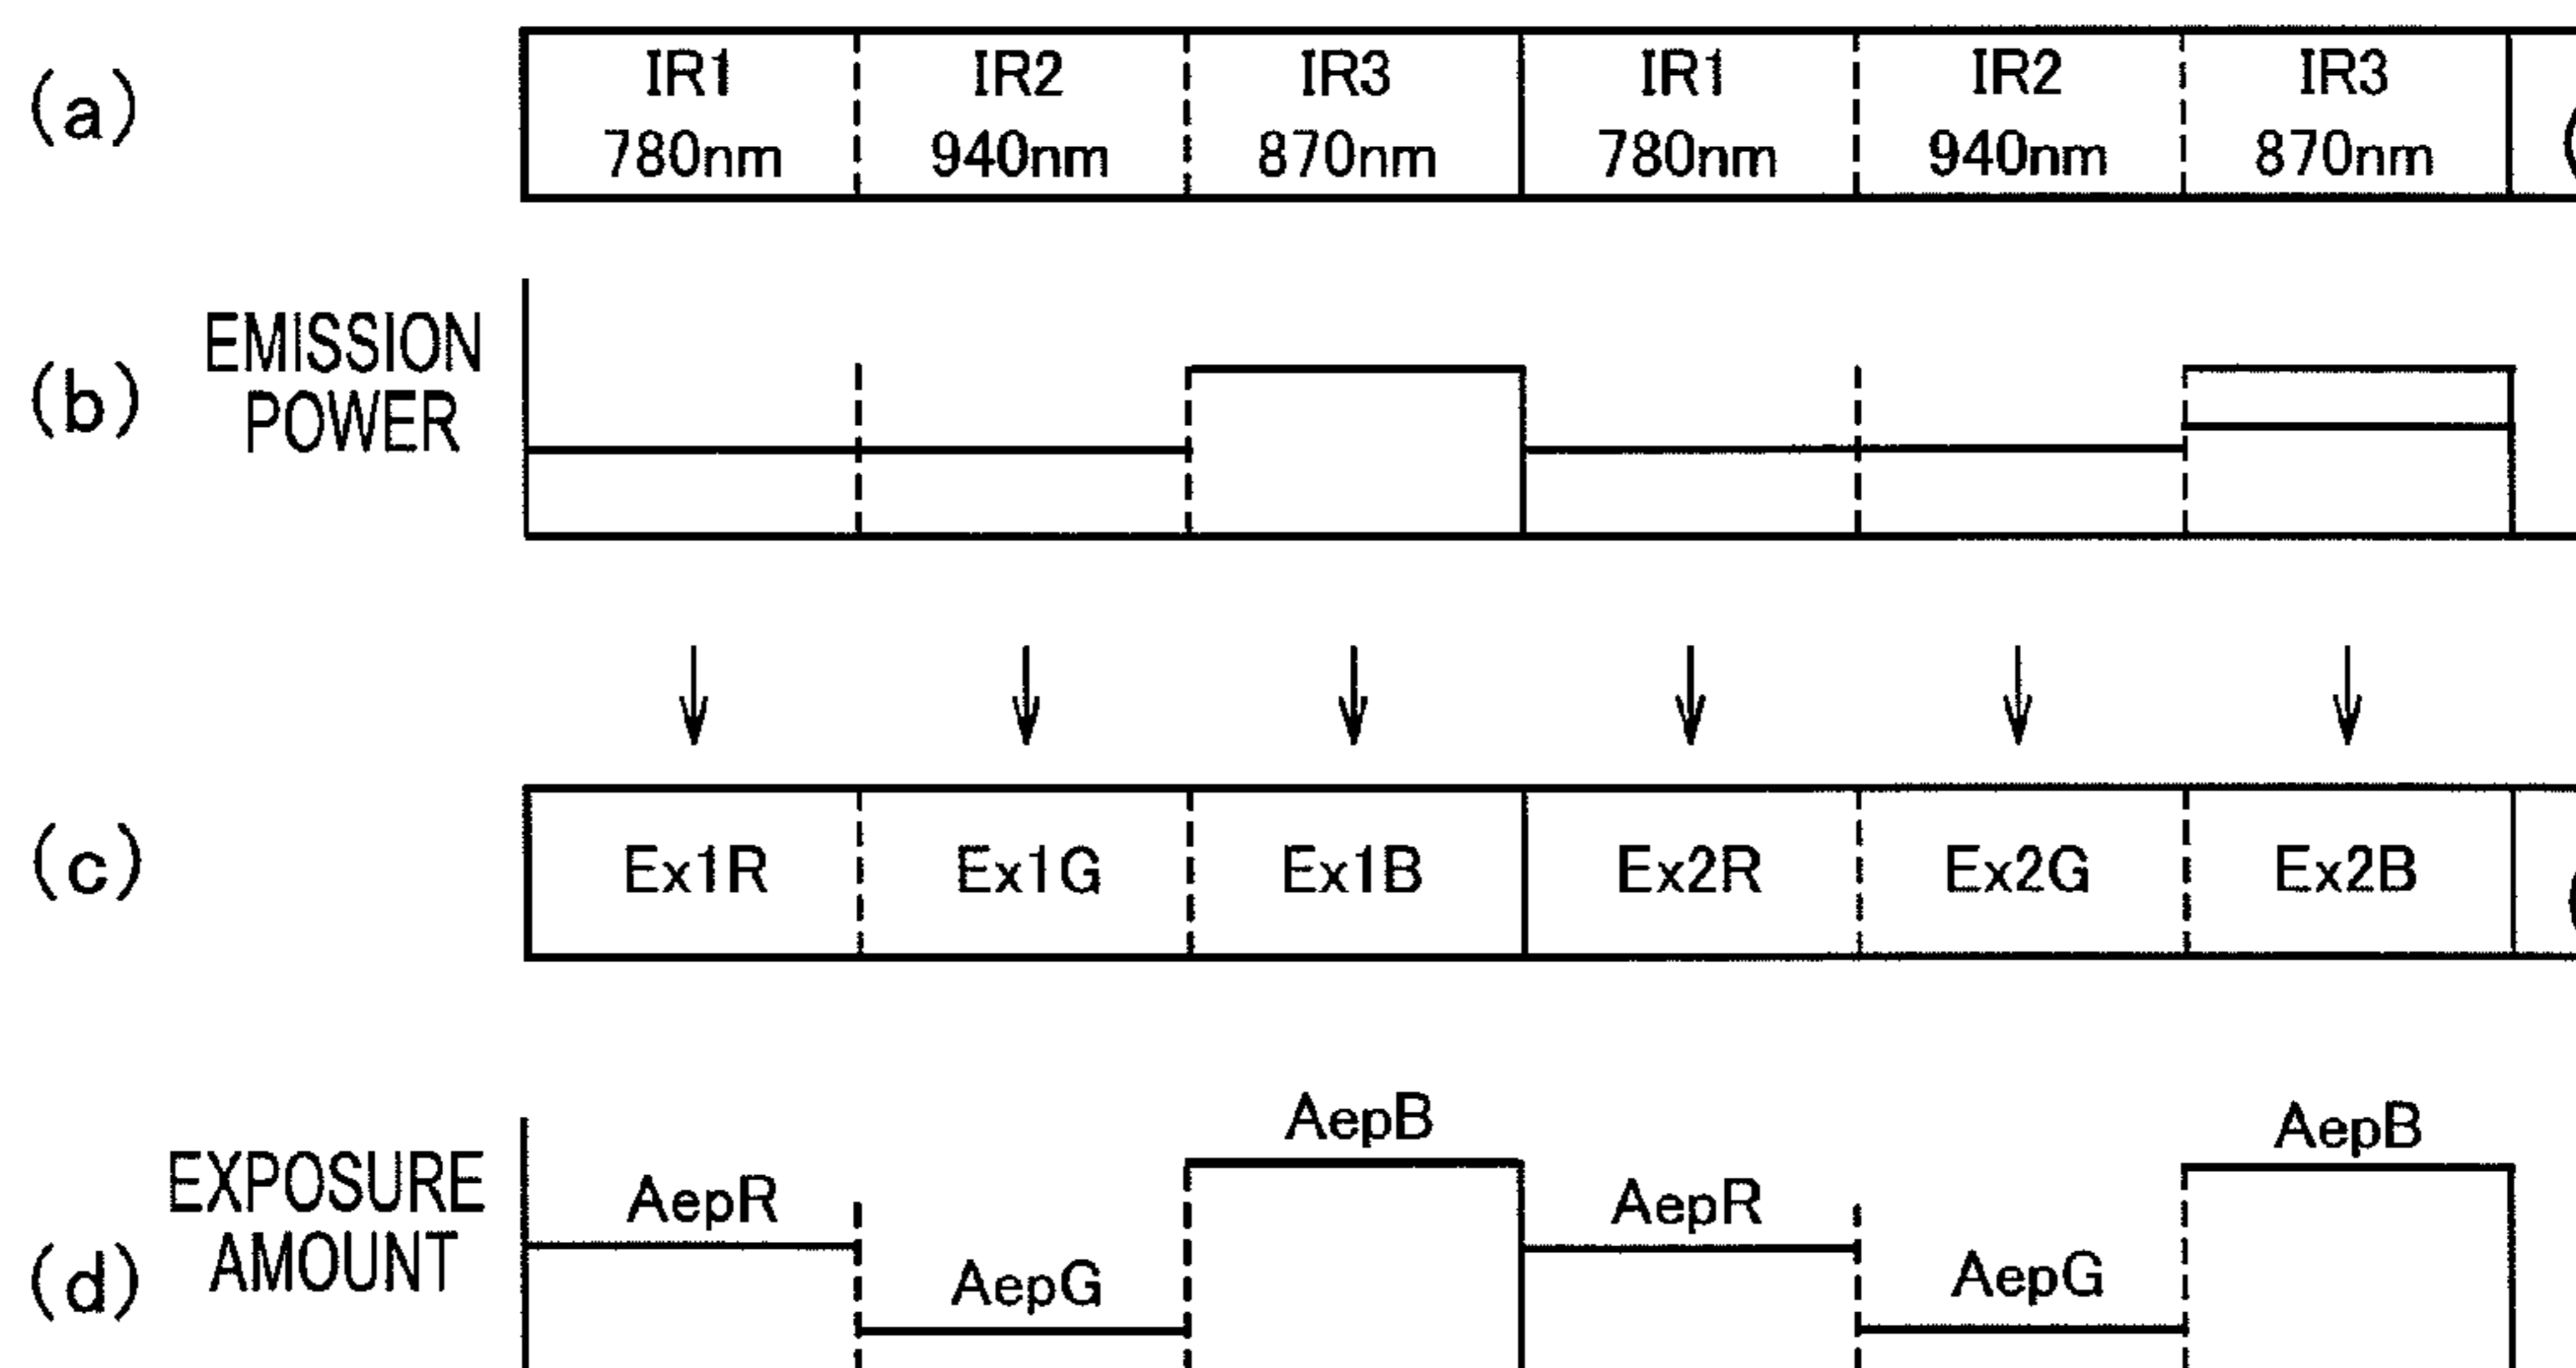 (a)
IR1 IR2 IR3 IR1 IR2 IR3
780nm 940nm 870nm 780nm 940nm 870nm
(b)
EMISSION
POWER
(c)
Ex1R Ex1G Ex1B Ex2R Ex2G Ex2B
(d)
EXPOSURE
AMOUNT
AepR AepG AepB AepR AepG AepB